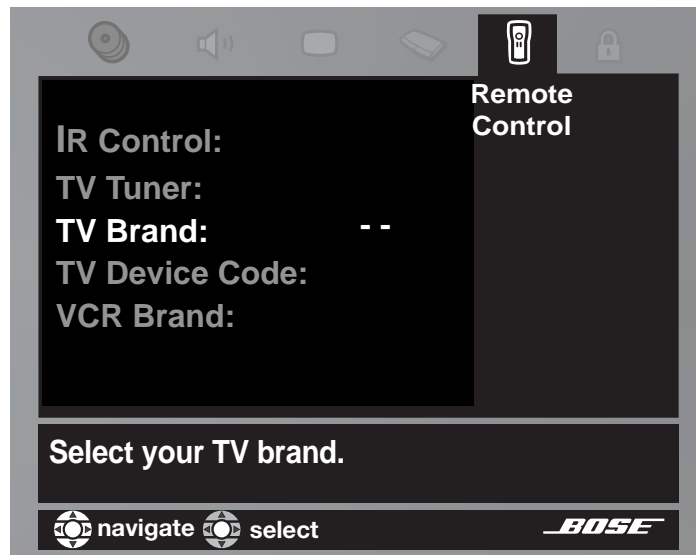 Remote
Control
IR Control:
TV Tuner:
TV Brand: - -
TV Device Code:
VCR Brand:
Select your TV brand.
navigate select BOSE